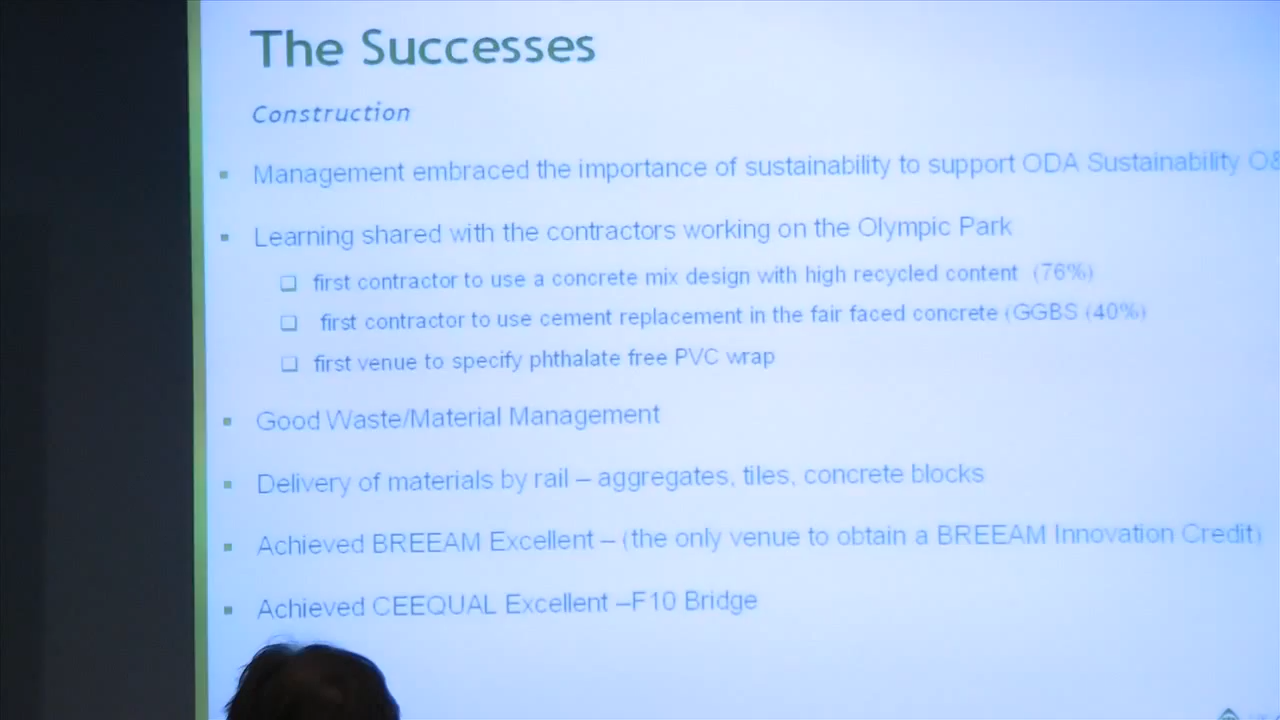 The Successes
Construction
Management embraced the importance of sustainability to support ODA Sustainability
Learning shared with the contractors working on the Olympic Park
first contractor to use a concrete mix design with high recycled content (76%)
first contractor to use cement replacement in the fair faced concrete (GGBS (40%)
first venue to specify phthalate free PVC wrap
Good Waste/Material Management
Delivery of materials by rail – aggregates, tiles, concrete blocks
Achieved BREEAM Excellent – (the only venue to obtain a BREEAM Innovation Credit)
Achieved CEEQUAL Excellent –F10 Bridge